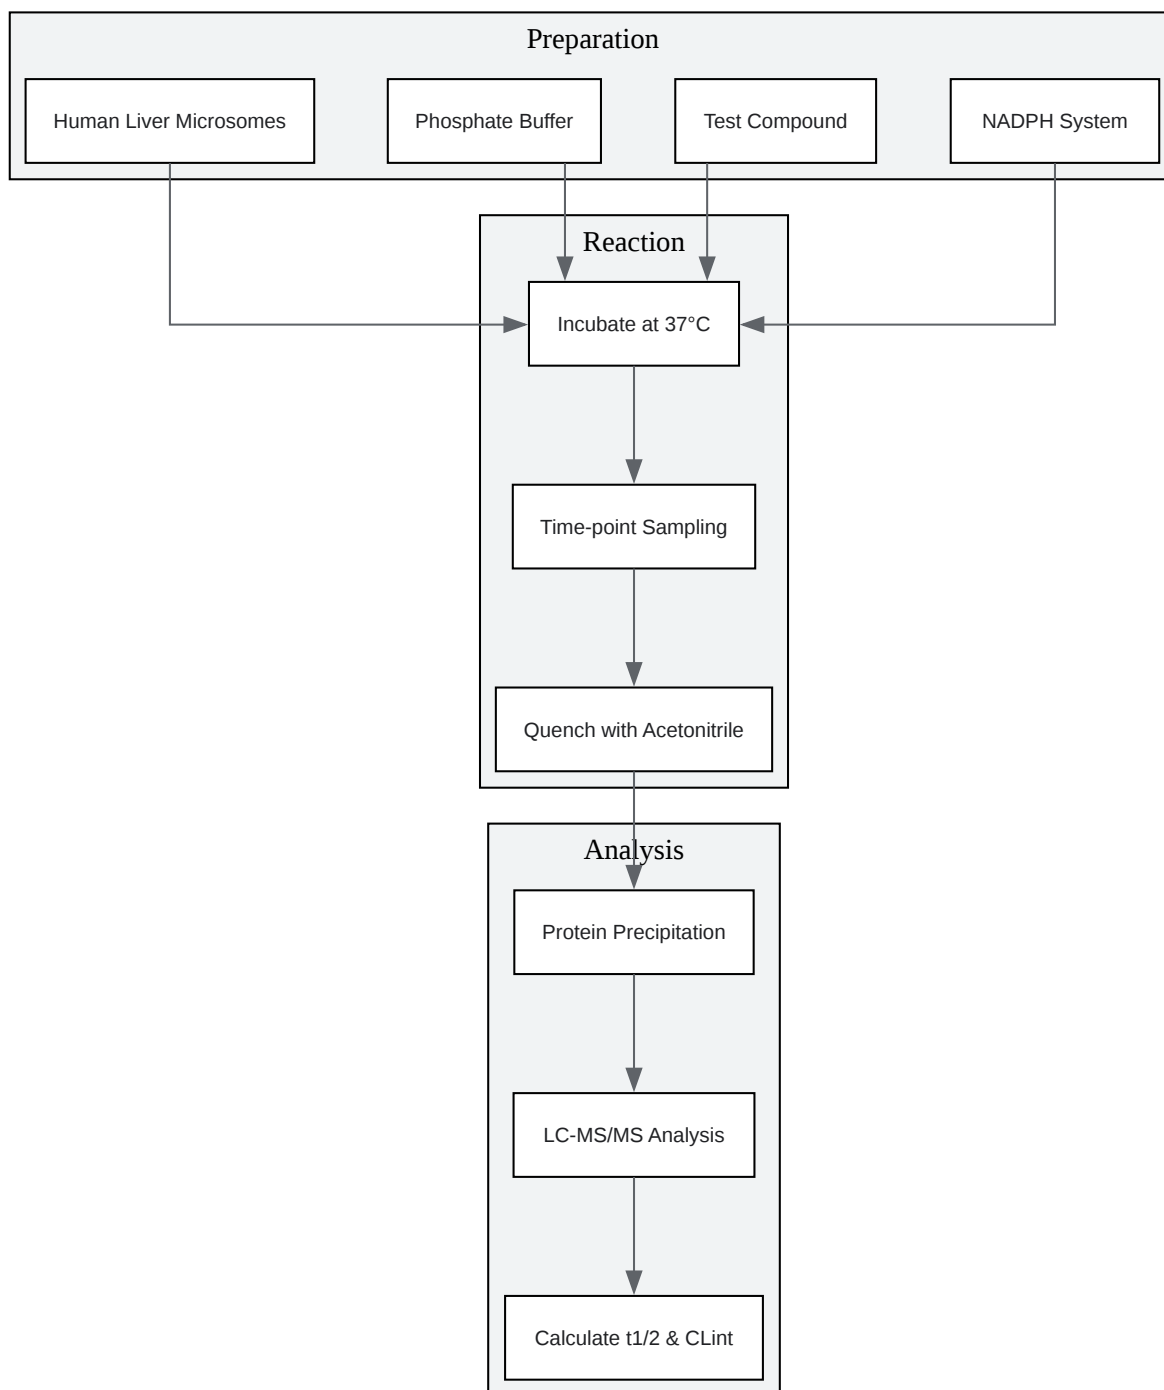 Preparation
Human Liver Microsomes
Phosphate Buffer
Test Compound
NADPH System
Reaction
Incubate at 37°C
Time-point Sampling
Quench with Acetonitrile
Analysis
Protein Precipitation
LC-MS/MS Analysis
Calculate t1/2 & CLint